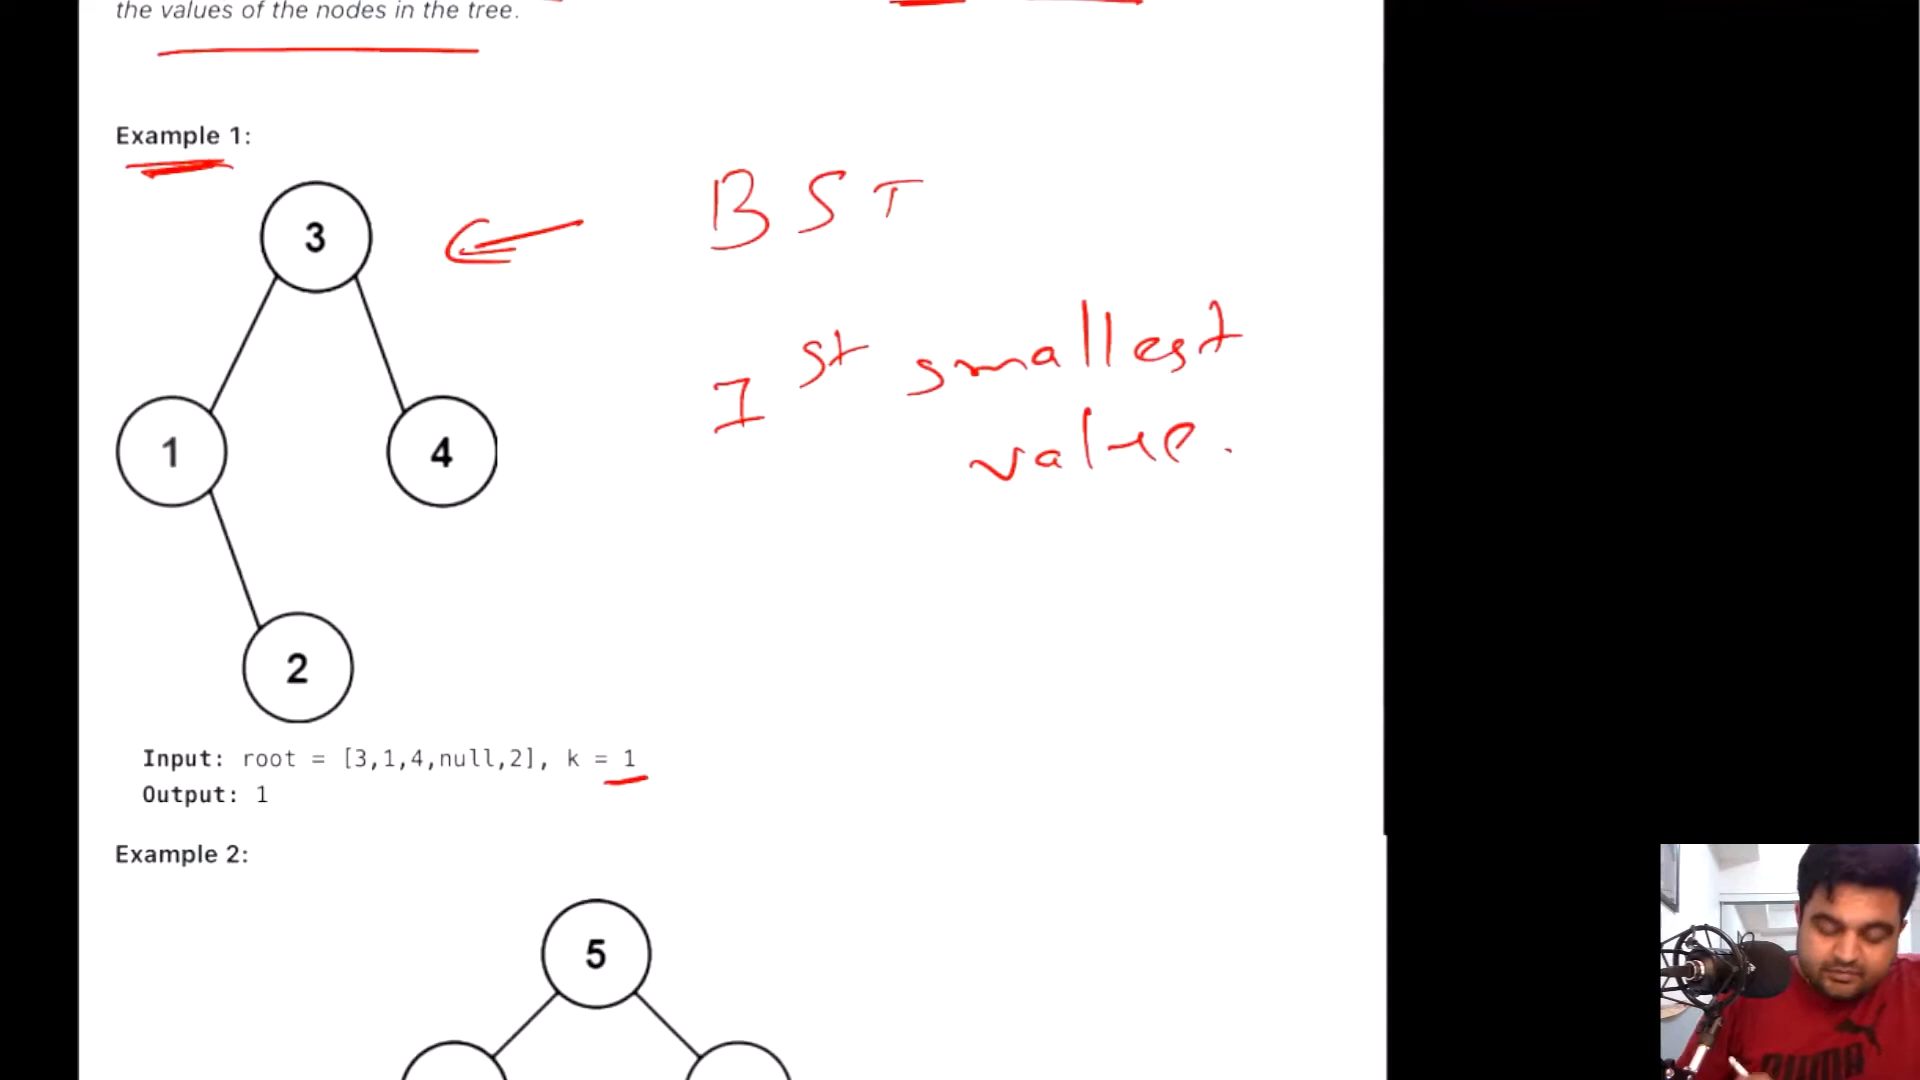 the values of the nodes in the tree.
Example 1:
3
BST
1st smallest
value.
1
4
2
Input: root = [3,1,4,null,2], k = 1
Output: 1
Example 2:
5
PUMA